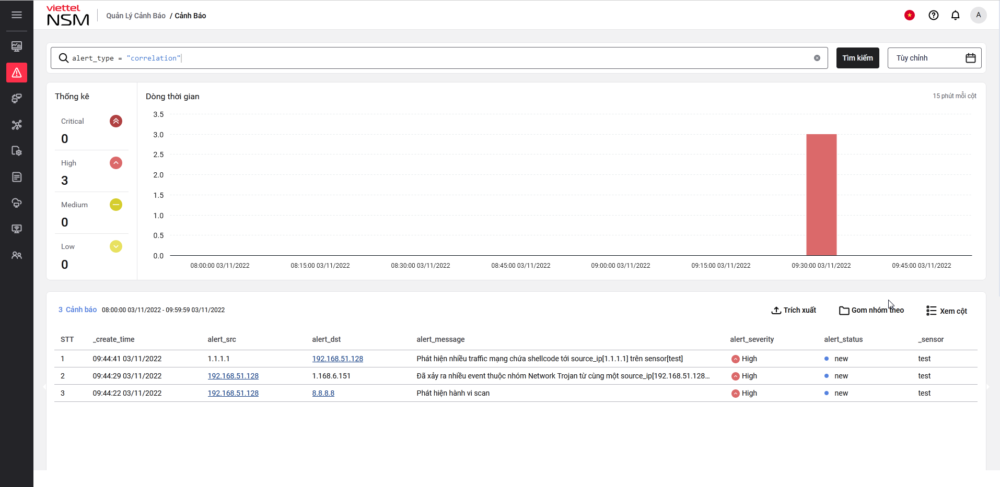 viettel
NSM
Quản Lý Cảnh Báo / Cảnh Báo
A
alert_type = "correlation"
Tìm kiếm
Tùy chỉnh
Thống kê
Critical
0
High
3
Medium
0
Low
0
Dòng thời gian
15 phút mỗi cột
3.5
3.0
2.5
2.0
1.5
1.0
0.5
0.0
08:00:00 03/11/2022 08:15:00 03/11/2022 08:30:00 03/11/2022 08:45:00 03/11/2022 09:00:00 03/11/2022 09:15:00 03/11/2022 09:30:00 03/11/2022 09:45:00 03/11/2022
3 Cảnh báo 08:00:00 03/11/2022 - 09:59:59 03/11/2022
Trích xuất Gom nhóm theo Xem cột
STT _create_time alert_src alert_dst alert_message alert_severity alert_status _sensor
1 09:44:41 03/11/2022 1.1.1.1 192.168.51.128 Phát hiện nhiều traffic mạng chứa shellcode tới source_ip[1.1.1.1] trên sensor[test] High new test
2 09:44:29 03/11/2022 192.168.51.128 1.168.6.151 Đã xảy ra nhiều event thuộc nhóm Network Trojan từ cùng một source_ip[192.168.51.128... High new test
3 09:44:22 03/11/2022 192.168.51.128 8.8.8.8 Phát hiện hành vi scan High new test